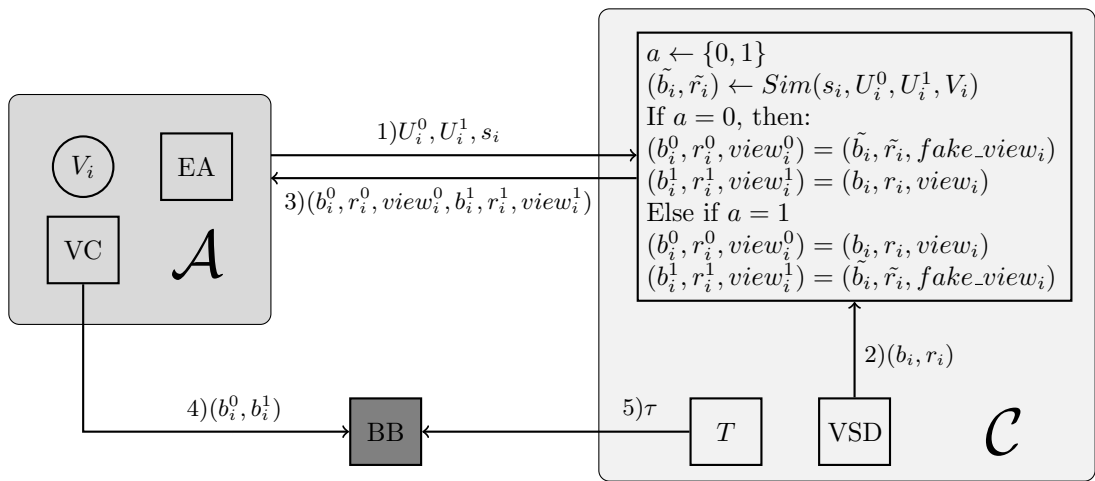 a ← {0, 1}
(b̃_i, r̃_i) ← Sim(s_i, U_i^0, U_i^1, V_i)
If a = 0, then:
(b_i^0, r_i^0, view_i^0) = (b̃_i, r̃_i, fake_view_i)
(b_i^1, r_i^1, view_i^1) = (b_i, r_i, view_i)
Else if a = 1
(b_i^0, r_i^0, view_i^0) = (b_i, r_i, view_i)
(b_i^1, r_i^1, view_i^1) = (b̃_i, r̃_i, fake_view_i)
1)U_i^0, U_i^1, s_i
V_i
EA
3)(b_i^0, r_i^0, view_i^0, b_i^1, r_i^1, view_i^1)
VC
𝒜
2)(b_i, r_i)
4)(b_i^0, b_i^1)
5)τ
BB
T
VSD
𝒞